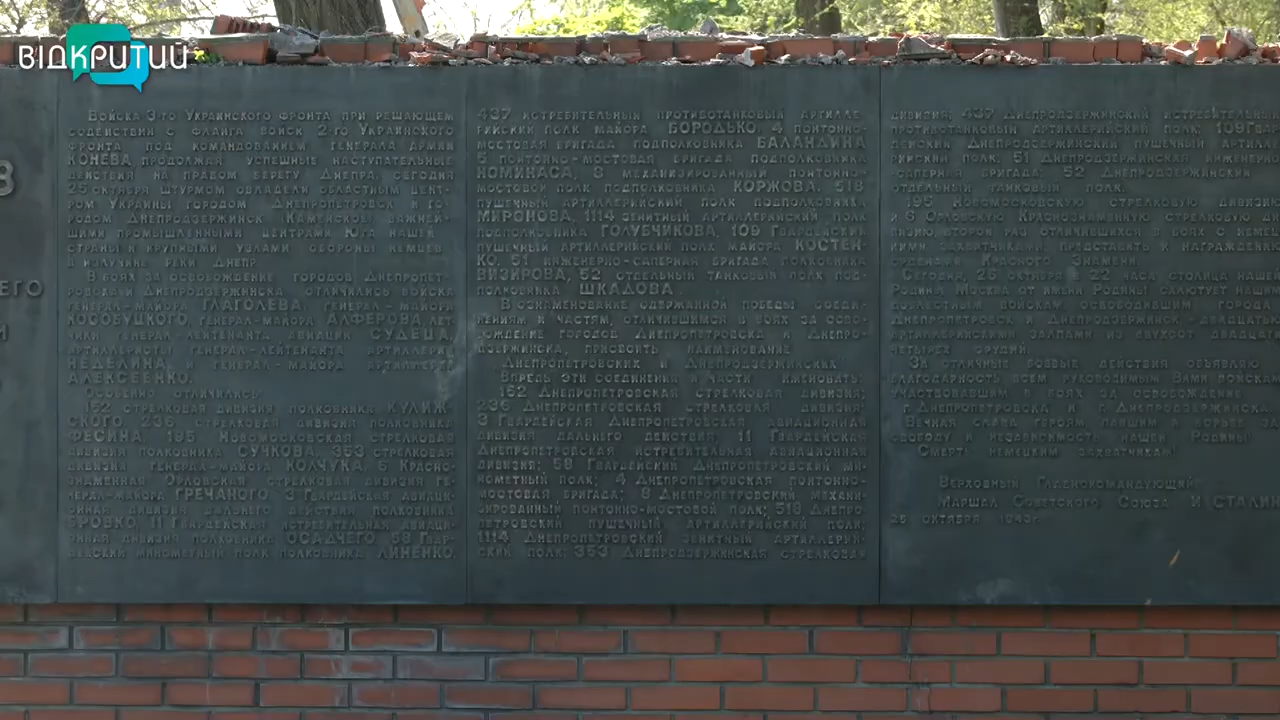 ВІДКРИТИЙ
Войска 3-го Украинского фронта при решающем
содействии с фланга войск 2-го Украинского
фронта под командованием генерала армии
КОНЕВА, продолжая успешные наступательные
действия на правом берегу Днепра, сегодня
25 октября штурмом овладели областным цент-
ром Украины городом Днепропетровск и го-
родом Днепродзержинск (Каменское) важней-
шими промышленными центрами Юга нашей
страны и крупными узлами обороны немцев
в излучине реки Днепр.
В боях за освобождение городов Днепропет-
ровска и Днепродзержинска отличились войска
генерал-майора ГЛАГОЛЕВА, генерал-майора
КОСОБУЦКОГО, генерал-майора АЛФЕРОВА, лет-
чики генерал-лейтенанта авиации СУДЕЦА,
артиллеристы генерал-лейтенанта артиллерии
НЕДЕЛИНА и генерал-майора артиллерии
АЛЕКСЕЕНКО.
Особенно отличились
152 стрелковая дивизия полковника КУЛИЖ-
СКОГО, 236 стрелковая дивизия полковника
ФЕСИНА, 195 Новомосковская стрелковая
дивизия полковника СУЧКОВА, 353 стрелковая
дивизия генерал-майора КОЛЧУКА, 6 Красно-
знаменная Орловская стрелковая дивизия ге-
нерал-майора ГРЕЧАНОГО, 3 Гвардейская авиаци-
онная дивизия дальнего действия полковника
БРОВКО, 11 Гвардейская истребительная авиаци-
онная дивизия полковника ОСАДЧЕГО, 58 Гвар-
дейский минометный полк полковника ЛИНЕНКО,
437 истребительный противотанковый артилле-
рийский полк майора БОРОДЬКО, 4 понтонно-
мостовая бригада подполковника БАЛАНДИНА
5 понтонно-мостовая бригада подполковника
НОМИНАСА, 8 механизированный понтонно-
мостовой полк подполковника КОРЖОВА, 518
пушечный артиллерийский полк подполковника
МИРОНОВА, 1114 зенитный артиллерийский полк
подполковника ГОЛУБЧИКОВА, 109 Гвардейский
пушечный артиллерийский полк майора КОСТЕН-
КО, 51 инженерно-саперная бригада полковника
ВИЗИРОВА, 52 отдельный танковый полк под-
полковника ШКАДОВА.
В ознаменование одержанной победы соеди-
нениям и частям, отличившимся в боях за осво-
бождение городов Днепропетровска и Днепро-
дзержинска, присвоить наименование
Днепропетровских и Днепродзержинских
Впредь эти соединения и части именовать:
152 Днепропетровская стрелковая дивизия;
236 Днепропетровская стрелковая дивизия;
3 Гвардейская Днепропетровская авиационная
дивизия дальнего действия; 11 Гвардейская
Днепропетровская истребительная авиационная
дивизия; 58 Гвардейский Днепропетровский ми-
нометный полк; 4 Днепропетровская понтонно-
мостовая бригада; 8 Днепропетровский механи-
зированный понтонно-мостовой полк; 518 Днепро-
петровский пушечный артиллерийский полк;
1114 Днепропетровский зенитный артиллерий-
ский полк; 353 Днепродзержинская стрелковая
дивизия; 437 Днепродзержинский истребительный
противотанковый артиллерийский полк; 109 Гвар-
дейский Днепродзержинский пушечный артилле-
рийский полк; 51 Днепродзержинская инженерно
-саперная бригада; 52 Днепродзержинский
отдельный танковый полк.
195 Новомосковскую стрелковую дивизию
и 6 Орловскую Краснознаменную стрелковую ди-
визию, второй раз отличившихся в боях с немец-
кими захватчиками, представить к награждению
орденами Красного Знамени.
Сегодня, 25 октября в 22 часа столица нашей
Родины Москва от имени Родины салютует нашим
доблестным войскам освободившим города
Днепропетровск и Днепродзержинск двадцатью
артиллерийскими залпами из двухсот двадцати
четырех орудий.
За отличные боевые действия объявляю
благодарность всем руководимым Вами войскам
участвовавшим в боях за освобождение
г. Днепропетровска и г. Днепродзержинска
Вечная слава героям, павшим в борьбе за
свободу и независимость нашей Родины!
Смерть немецким захватчикам!
Верховный Главнокомандующий
Маршал Советского Союза И.СТАЛИН
25 октября 1943г.